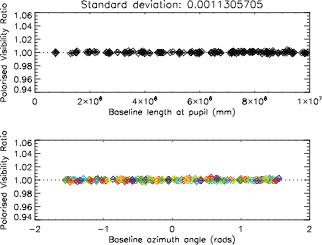 Standard deviation: 0.0011305705
Polarised Visibility Ratio
1.06
1.04
1.02
1.00
0.98
0.96
0.94
0 2×10⁶ 4×10⁶ 6×10⁶ 8×10⁶ 1×10⁷
Baseline length at pupil (mm)
Polarised Visibility Ratio
1.06
1.04
1.02
1.00
0.98
0.96
0.94
−2 −1 0 1 2
Baseline azimuth angle (rads)